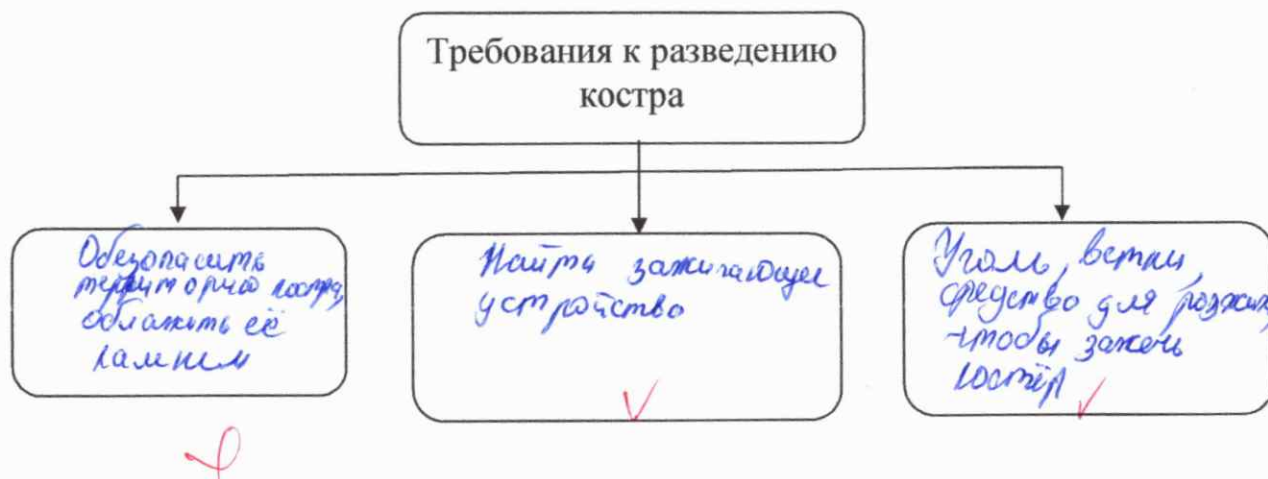 Требования к разведению
костра
Обезопасить
территорию костра,
обложить её
камнем
Найти зажигающее
устройство
Уголь, ветки,
средство для розжига,
чтобы зажечь
костёр